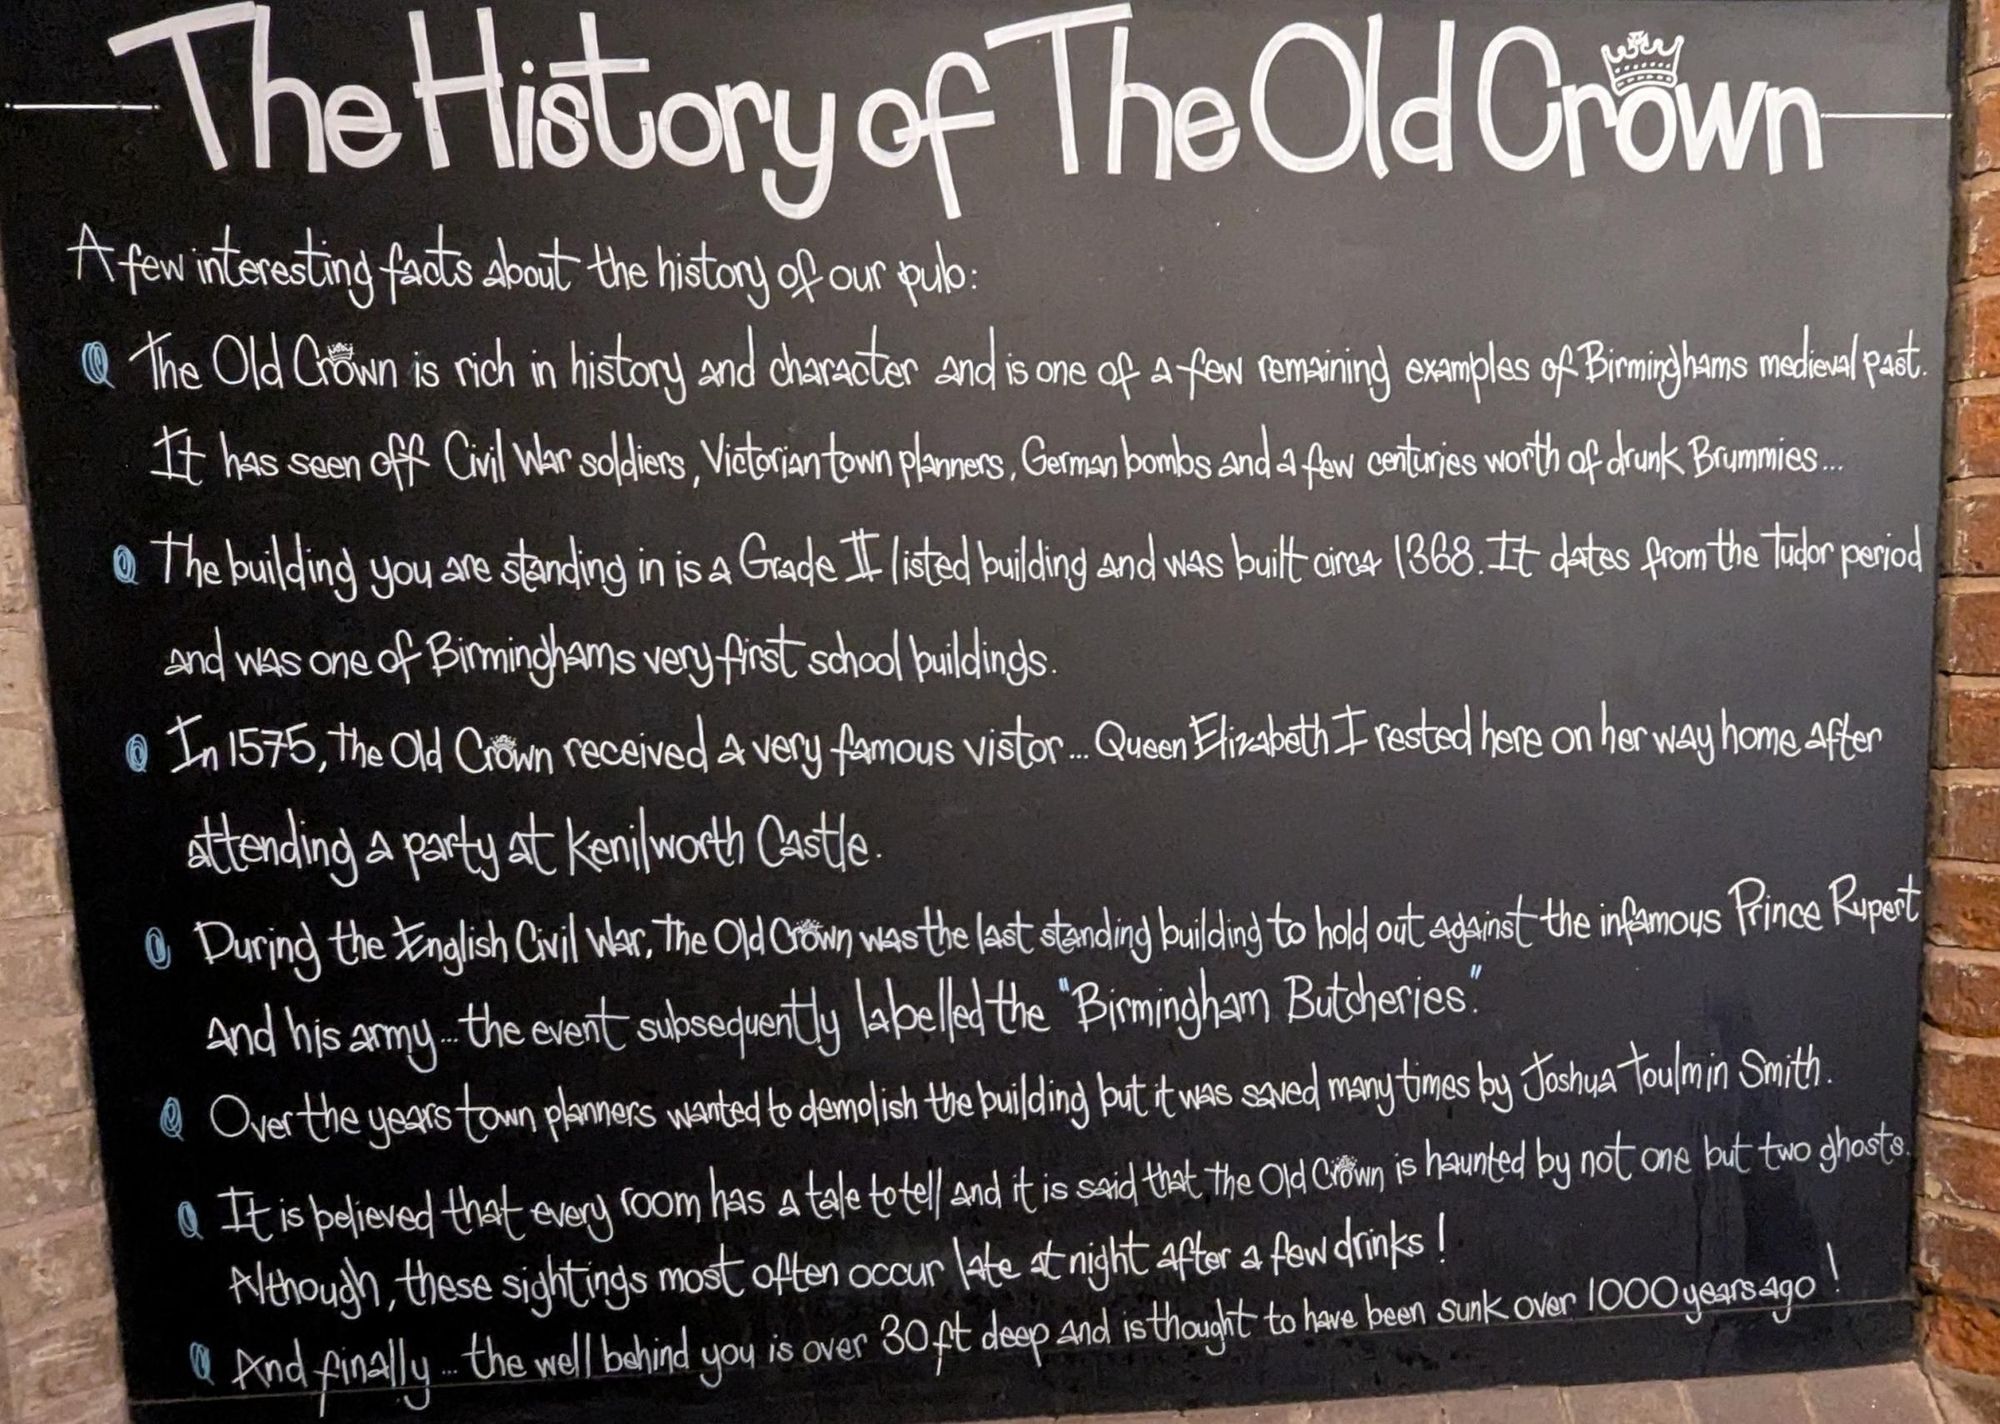 The History of The Old Crown
A few interesting facts about the history of our pub:
The Old Crown is rich in history and character and is one of a few remaining examples of Birminghams medieval past.
It has seen off Civil War soldiers, Victorian town planners, German bombs and a few centuries worth of drunk Brummies...
The building you are standing in is a Grade II listed building and was built circa 1368. It dates from the Tudor period
and was one of Birminghams very first school buildings.
In 1575, the Old Crown received a very famous vistor... Queen Elizabeth I rested here on her way home after
attending a party at Kenilworth Castle.
During the English Civil War, The Old Crown was the last standing building to hold out against the infamous Prince Rupert
and his army... the event subsequently labelled the "Birmingham Butcheries".
Over the years town planners wanted to demolish the building but it was saved many times by Joshua Toulmin Smith.
It is believed that every room has a tale to tell and it is said that The Old Crown is haunted by not one but two ghosts.
Although, these sightings most often occur late at night after a few drinks!
And finally... the well behind you is over 30ft deep and is thought to have been sunk over 1000 years ago!